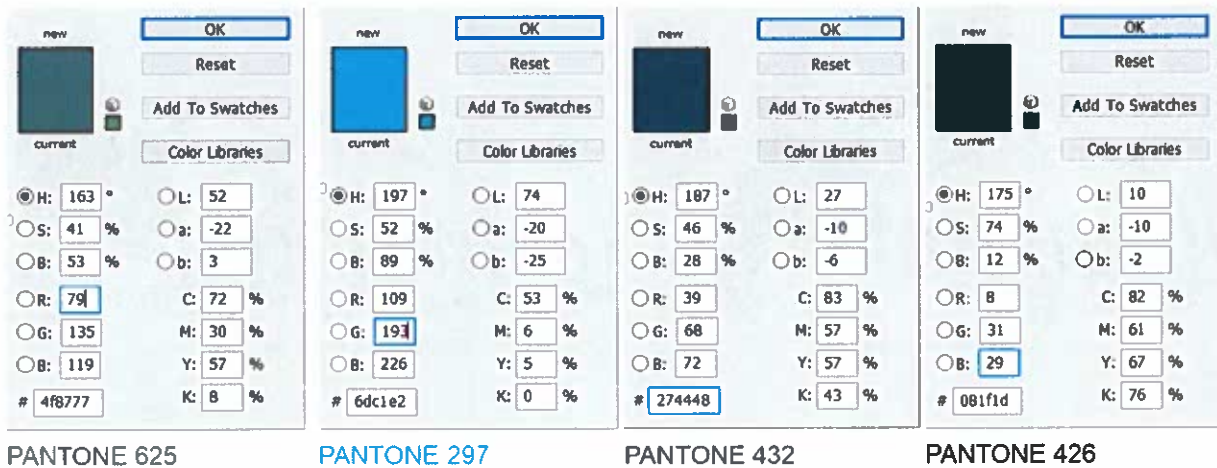 new
OK
Reset
Add To Swatches
current
Color Libraries
H: 163 °
L: 52
S: 41 %
a: -22
B: 53 %
b: 3
R: 79
C: 72 %
G: 135
M: 30 %
B: 119
Y: 57 %
# 4f8777
K: 8 %
PANTONE 625
new
OK
Reset
Add To Swatches
current
Color Libraries
H: 197 °
L: 74
S: 52 %
a: -20
B: 89 %
b: -25
R: 109
C: 53 %
G: 193
M: 6 %
B: 226
Y: 5 %
# 6dc1e2
K: 0 %
PANTONE 297
new
OK
Reset
Add To Swatches
current
Color Libraries
H: 187 °
L: 27
S: 46 %
a: -10
B: 28 %
b: -6
R: 39
C: 83 %
G: 68
M: 57 %
B: 72
Y: 57 %
# 274448
K: 43 %
PANTONE 432
new
OK
Reset
Add To Swatches
current
Color Libraries
H: 175 °
L: 10
S: 74 %
a: -10
B: 12 %
b: -2
R: 8
C: 82 %
G: 31
M: 61 %
B: 29
Y: 67 %
# 081f1d
K: 76 %
PANTONE 426